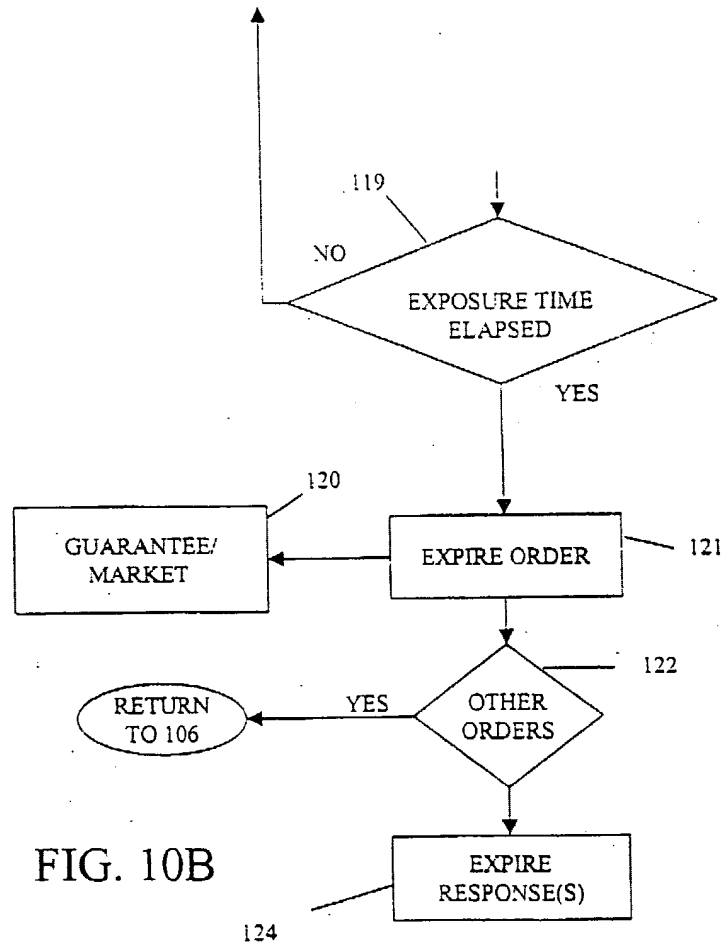 119
NO
EXPOSURE TIME
ELAPSED
YES
120
GUARANTEE/
MARKET
EXPIRE ORDER
121
122
RETURN
TO 106
YES
OTHER
ORDERS
FIG. 10B
EXPIRE
RESPONSE(S)
124